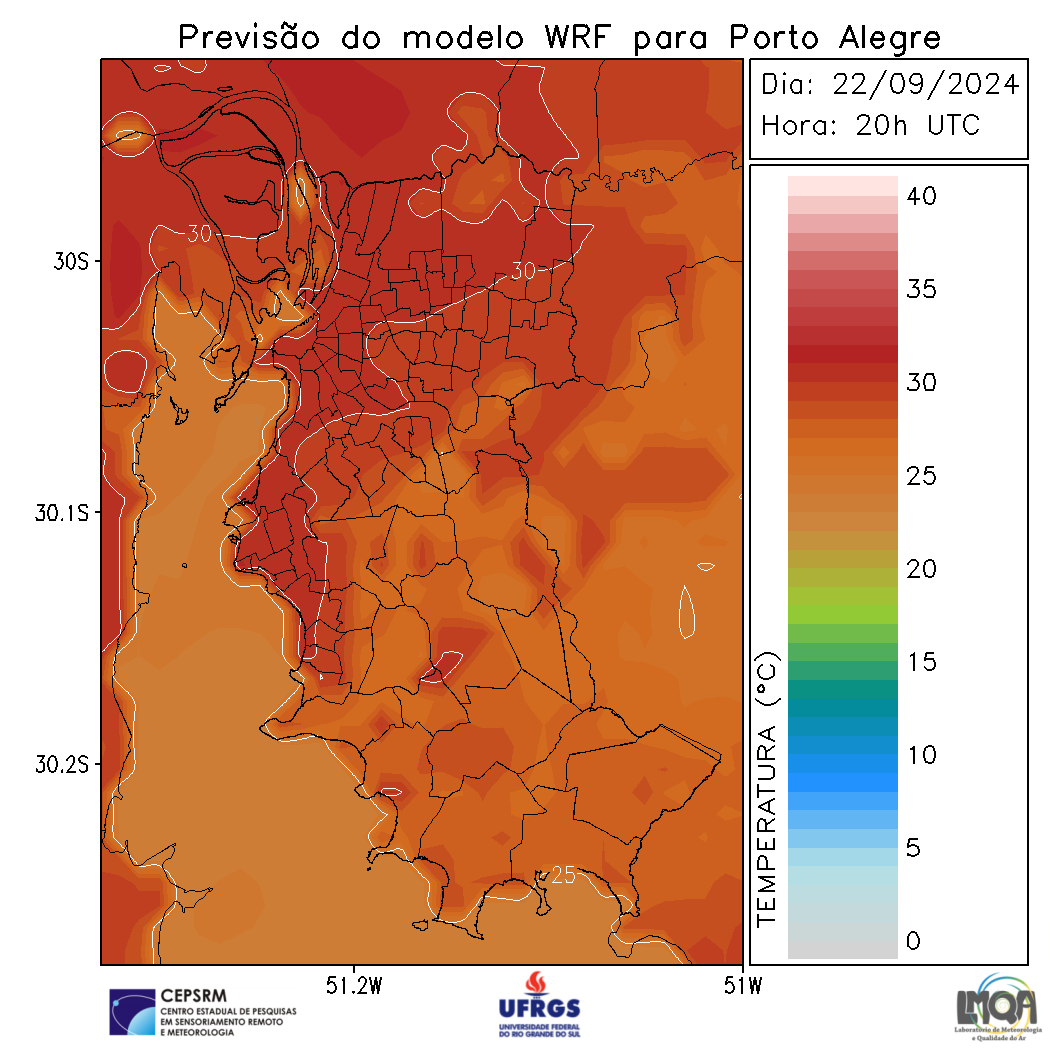 Previsão do modelo WRF para Porto Alegre
Dia: 22/09/2024
Hora: 20h UTC
30S
30.1S
30.2S
51.2W
51W
30
30
25
TEMPERATURA (°C)
40
35
30
25
20
15
10
5
0
CEPSRM
CENTRO ESTADUAL DE PESQUISAS
EM SENSORIAMENTO REMOTO
E METEOROLOGIA
UFRGS
UNIVERSIDADE FEDERAL
DO RIO GRANDE DO SUL
LMQA
Laboratório de Meteorologia
e Qualidade do Ar